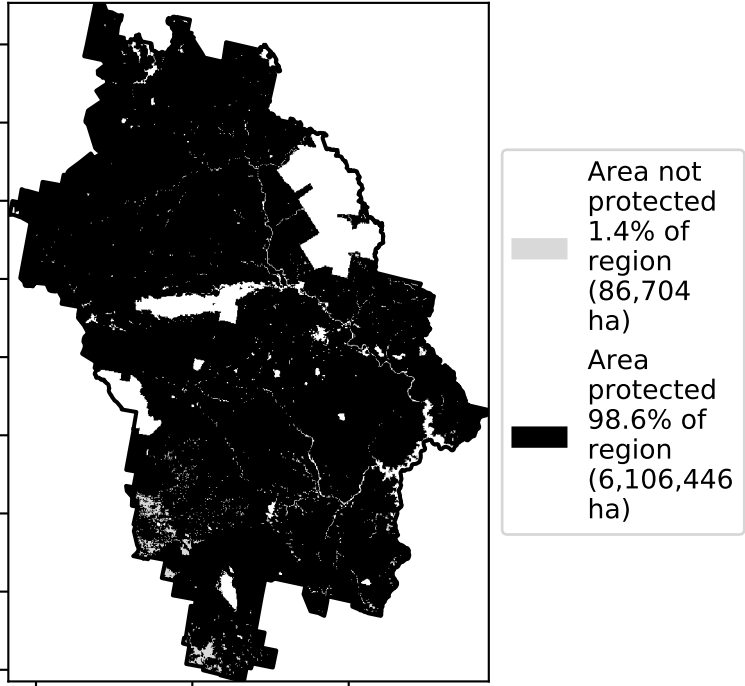 Area not
protected
1.4% of
region
(86,704
ha)
Area
protected
98.6% of
region
(6,106,446
ha)